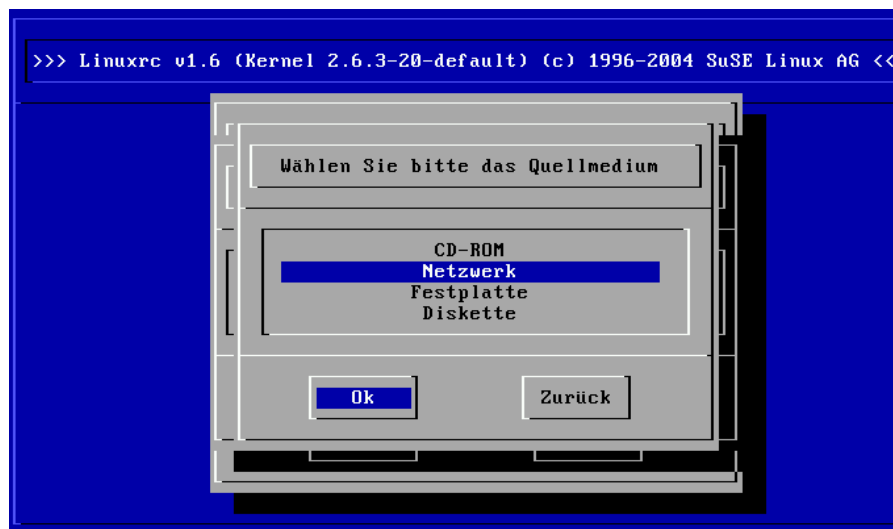 >>> Linuxrc v1.6 (Kernel 2.6.3-20-default) (c) 1996-2004 SuSE Linux AG <<
Wählen Sie bitte das Quellmedium
CD-ROM
Netzwerk
Festplatte
Diskette
Ok Zurück